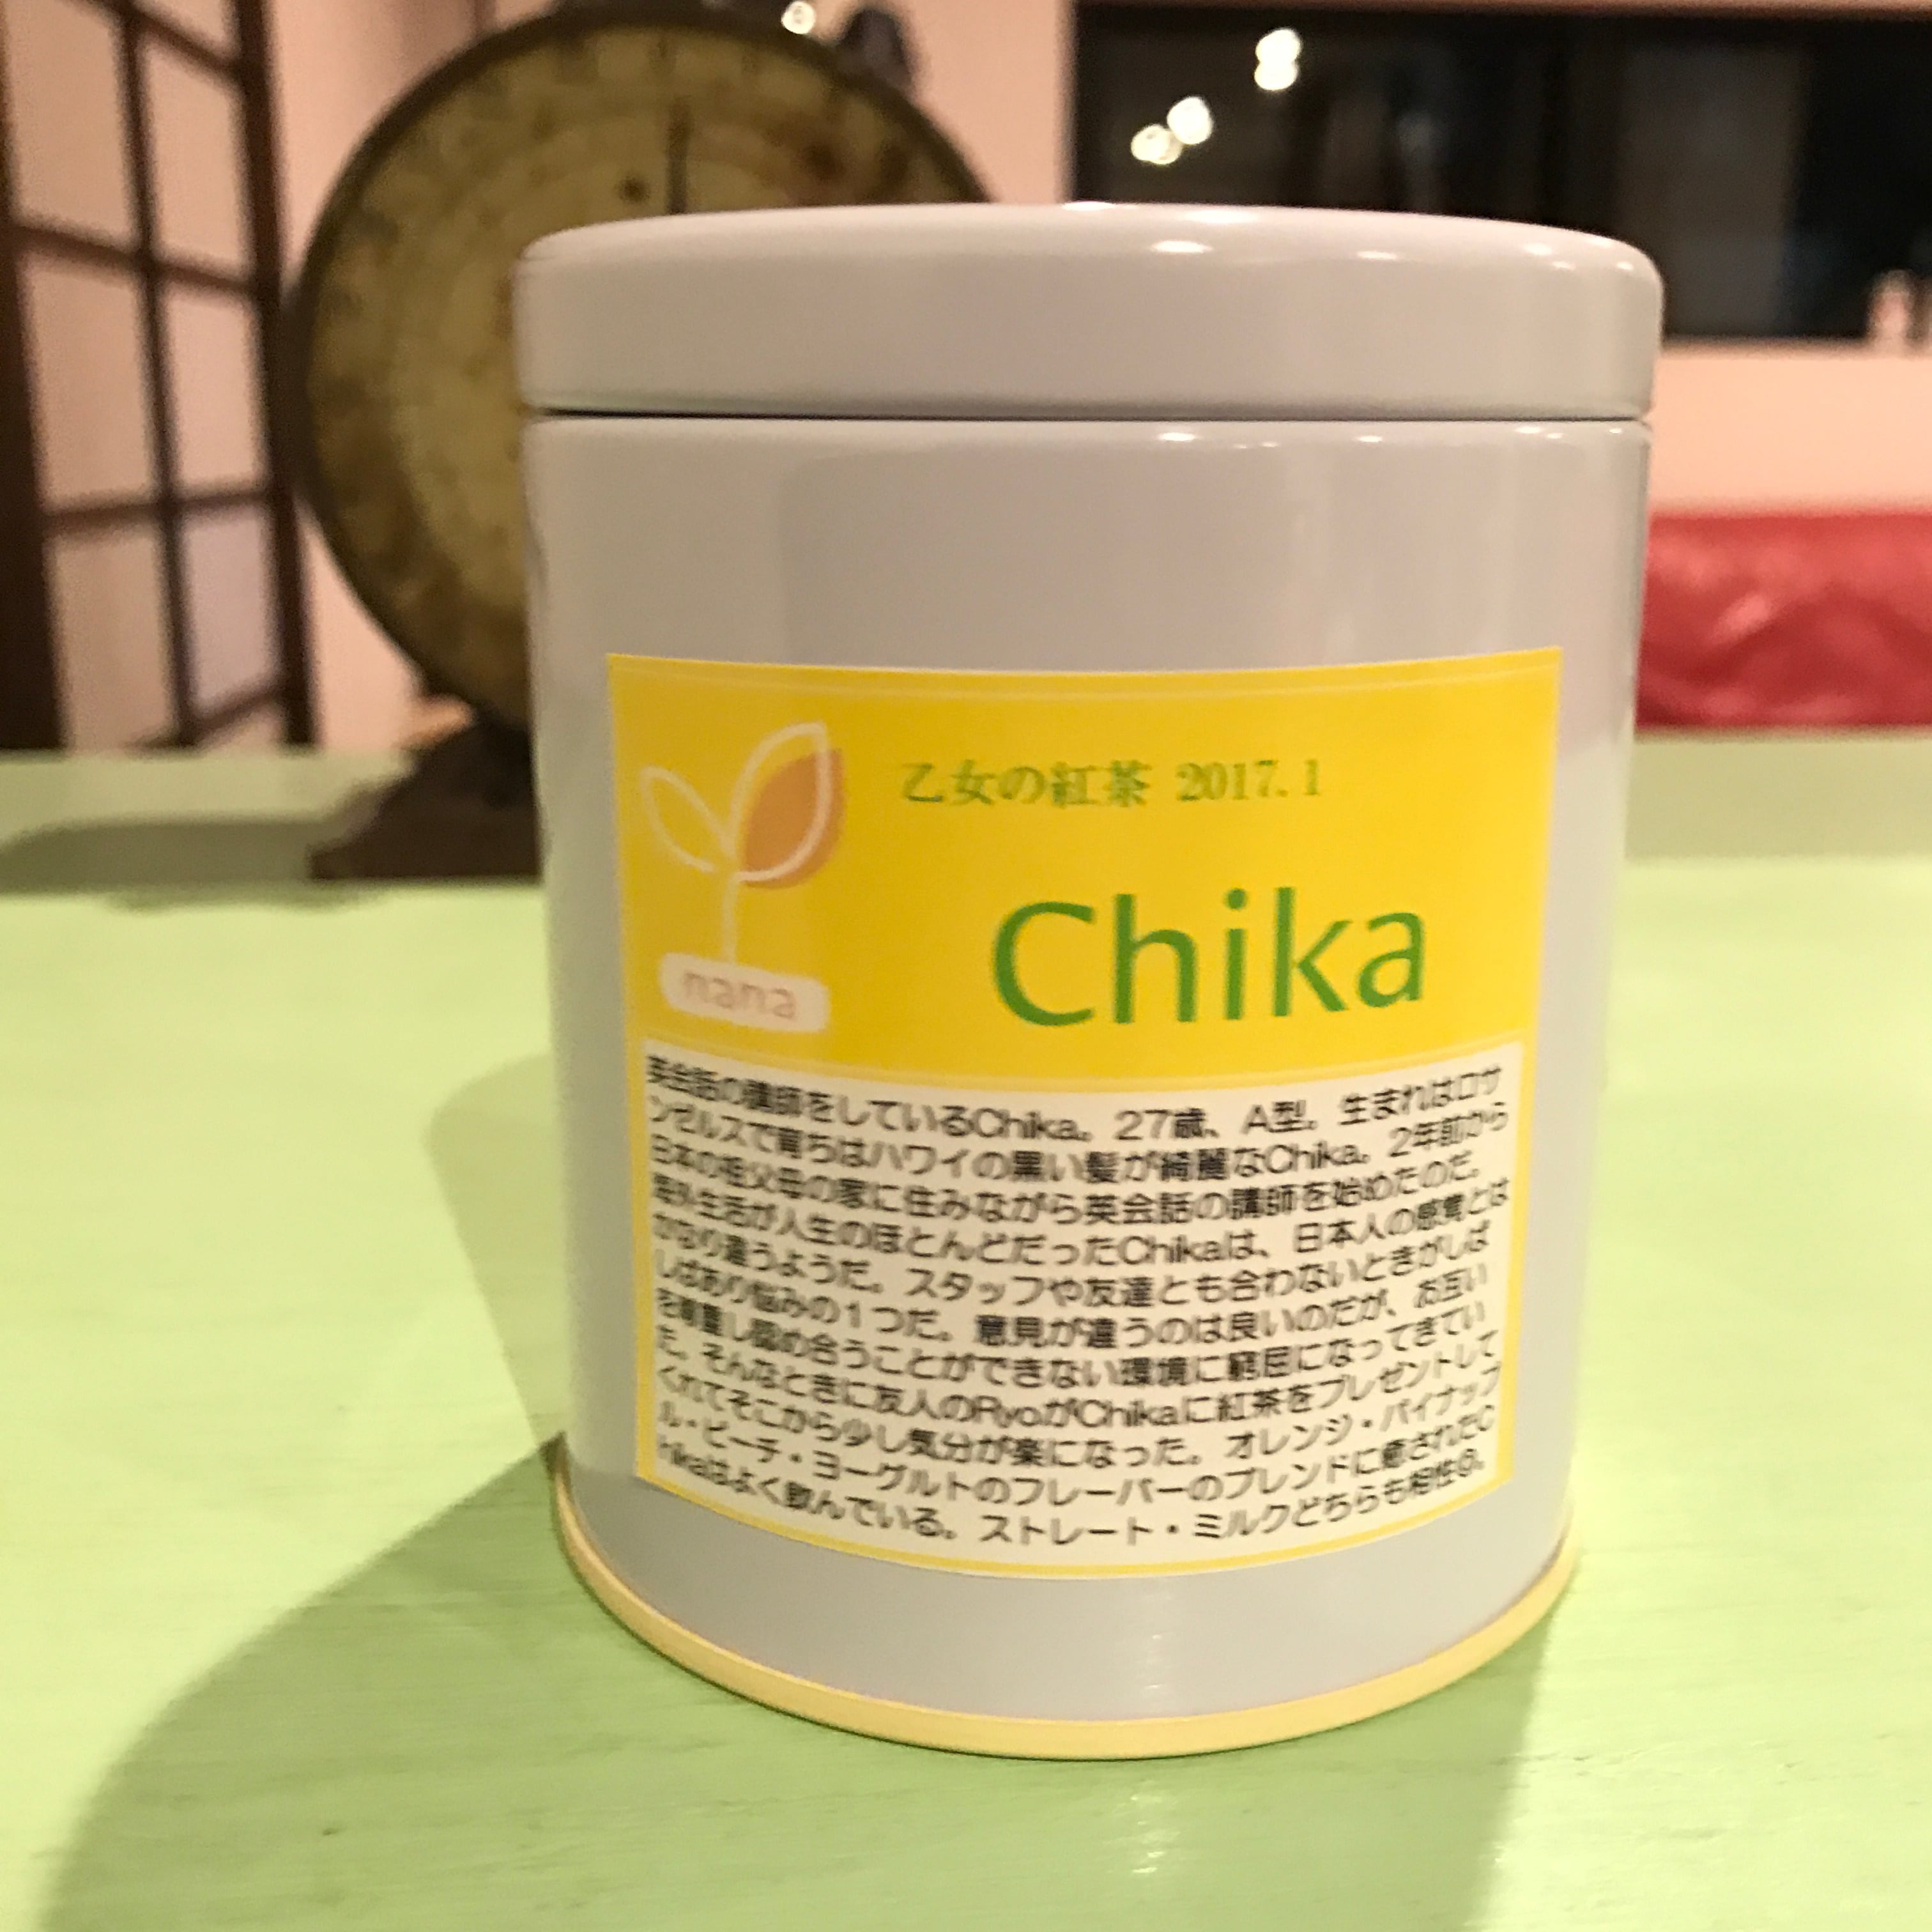 乙女の紅茶 2017.1
Chika
nana
英会話の講師をしているChika。27歳、A型。生まれはロサ
ンゼルスで育ちはハワイの黒い髪が綺麗なChika。2年前から
日本の祖父母の家に住みながら英会話の講師を始めたのだ。
海外生活が人生のほとんどだったChikaは、日本人の感覚とは
かなり違うようだ。スタッフや友達とも合わないときがしば
しばあり悩みの1つだ。意見が違うのは良いのだが、お互い
を尊重し認め合うことができない環境に窮屈になってきてい
た。そんなときに友人のRyoがChikaに紅茶をプレゼントして
くれてそこから少し気分が楽になった。オレンジ・パイナップ
ル・ピーチ・ヨーグルトのフレーバーのブレンドに癒されたC
hikaはよく飲んでいる。ストレート・ミルクどちらも相性◎。